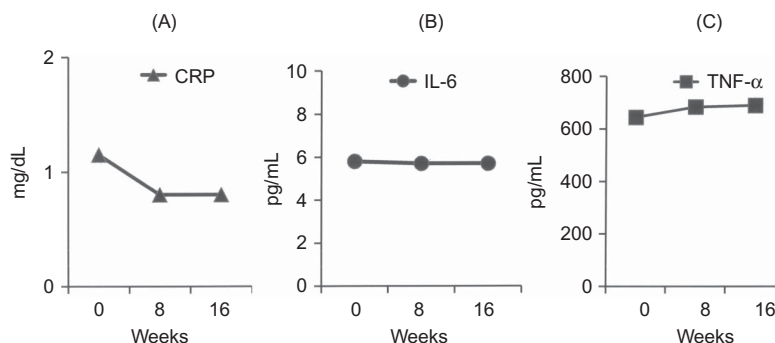 (A)
2
1
0
mg/dL
CRP
0 8 16
Weeks
(B)
10
8
6
4
2
0
pg/mL
IL-6
0 8 16
Weeks
(C)
800
600
400
200
0
pg/mL
TNF-α
0 8 16
Weeks